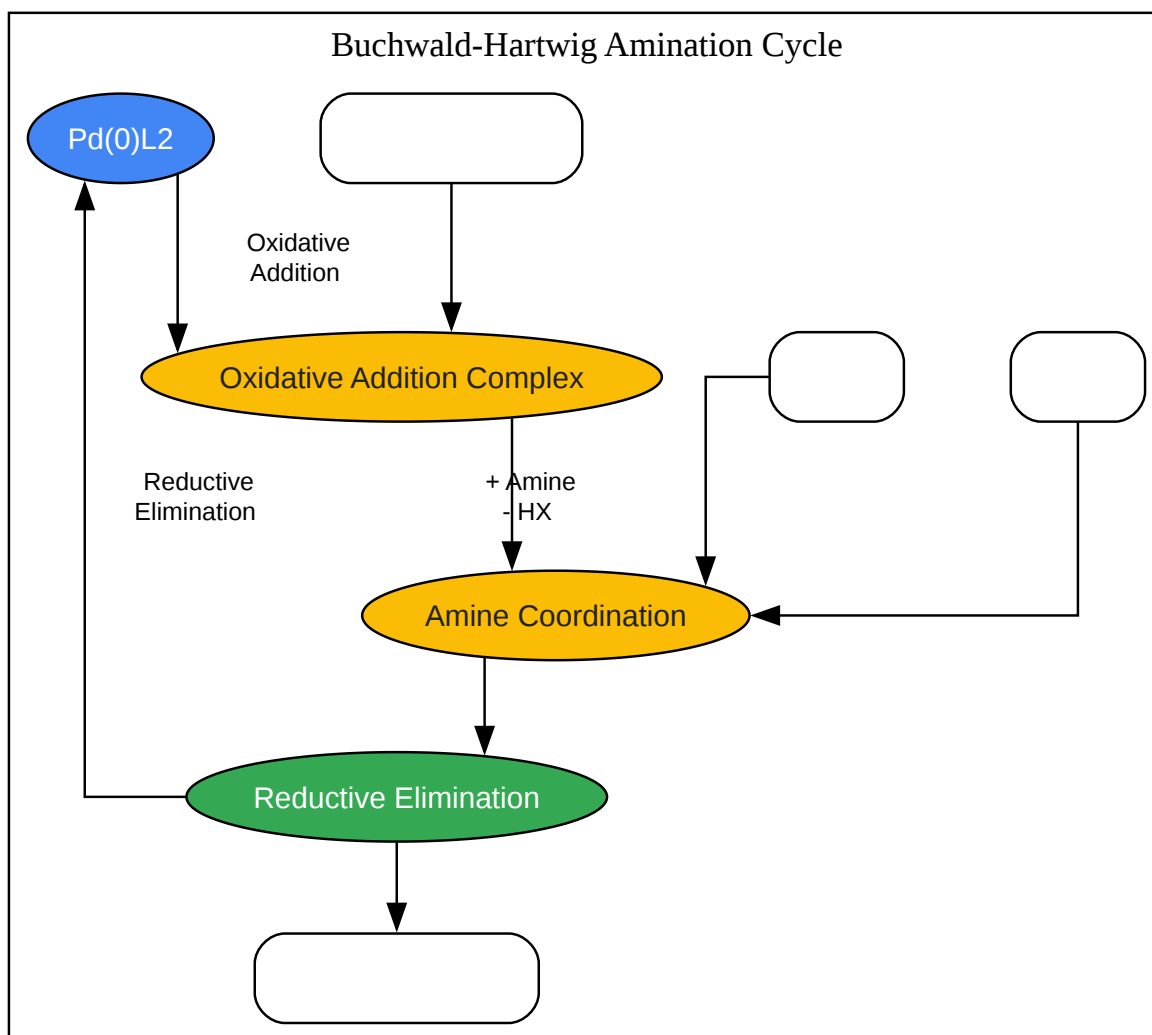 Buchwald-Hartwig Amination Cycle
Pd(0)L2
Oxidative
Addition
Oxidative Addition Complex
Reductive
Elimination
+ Amine
- HX
Amine Coordination
Reductive Elimination